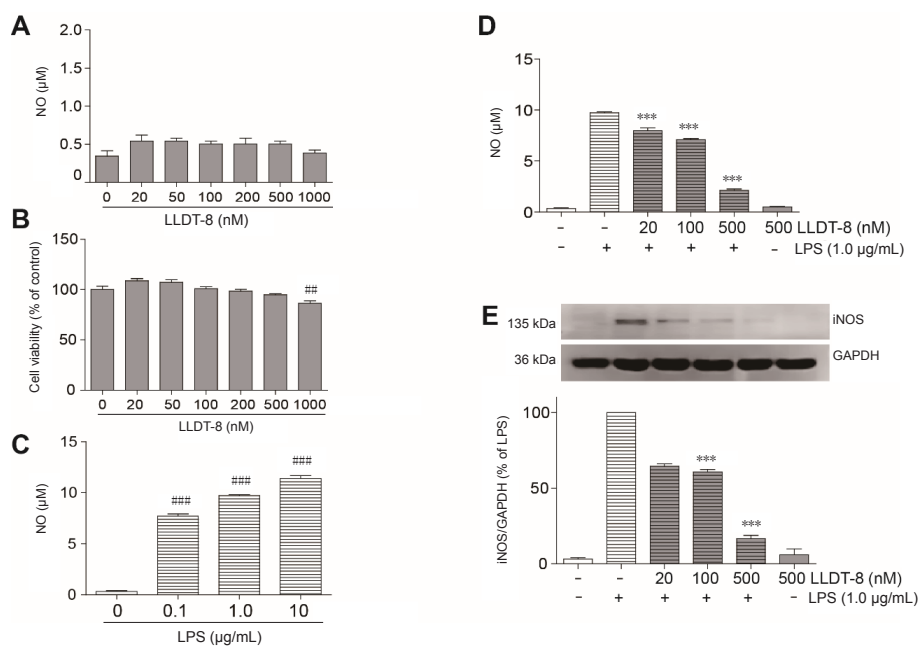 A
2.0
1.5
1.0
0.5
0
NO (µM)
0 20 50 100 200 500 1000
LLDT-8 (nM)
B
150
100
50
0
Cell viability (% of control)
##
0 20 50 100 200 500 1000
LLDT-8 (nM)
C
15
10
5
0
NO (µM)
###
###
###
0 0.1 1.0 10
LPS (µg/mL)
D
15
10
5
0
NO (µM)
***
***
***
- - 20 100 500 500 LLDT-8 (nM)
- + + + + - LPS (1.0 µg/mL)
E
135 kDa
iNOS
36 kDa
GAPDH
100
50
0
iNOS/GAPDH (% of LPS)
***
***
- - 20 100 500 500 LLDT-8 (nM)
- + + + + - LPS (1.0 µg/mL)